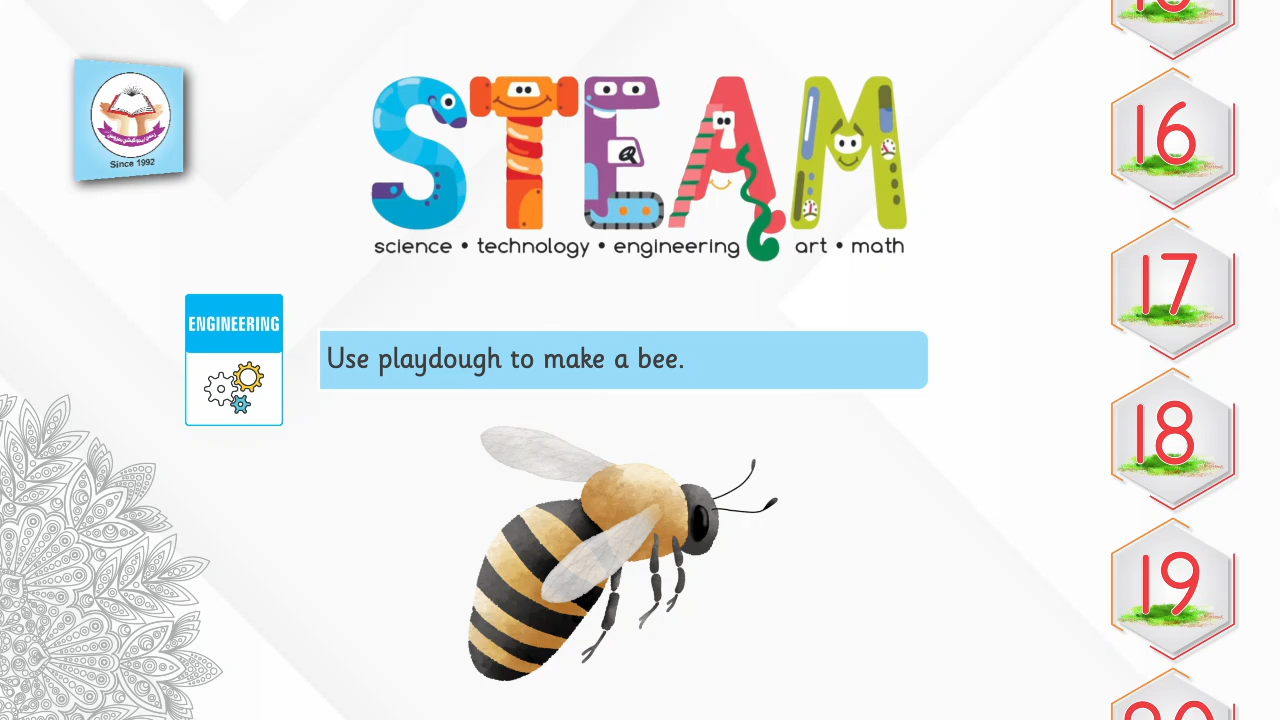 STEAM
science • technology • engineering art • math
Since 1992
ENGINEERING
Use playdough to make a bee.
16
17
18
19